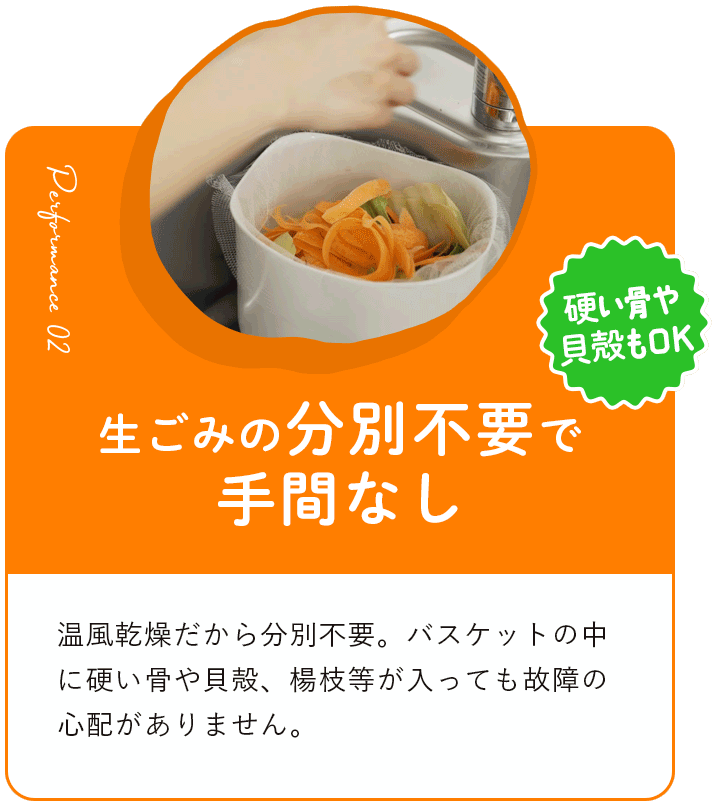 Performance 02
硬い骨や
貝殻もOK
生ごみの分別不要で
手間なし
温風乾燥だから分別不要。バスケットの中
に硬い骨や貝殻、楊枝等が入っても故障の
心配がありません。